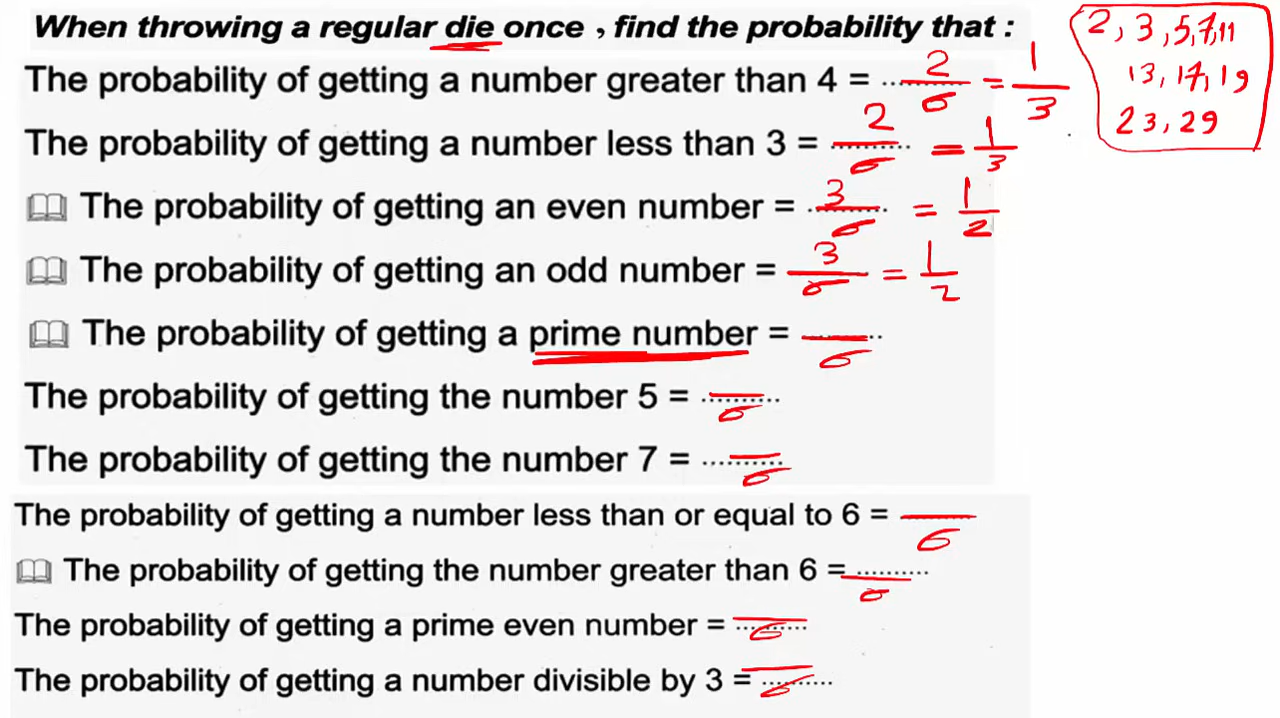 When throwing a regular die once , find the probability that :
The probability of getting a number greater than 4 = 2/6 = 1/3
The probability of getting a number less than 3 = 2/6 = 1/3
The probability of getting an even number = 3/6 = 1/2
The probability of getting an odd number = 3/6 = 1/2
The probability of getting a prime number = /6
The probability of getting the number 5 = /6
The probability of getting the number 7 = /6
The probability of getting a number less than or equal to 6 = /6
The probability of getting the number greater than 6 = /6
The probability of getting a prime even number = /6
The probability of getting a number divisible by 3 = /6
2, 3, 5, 7, 11
13, 17, 19
23, 29